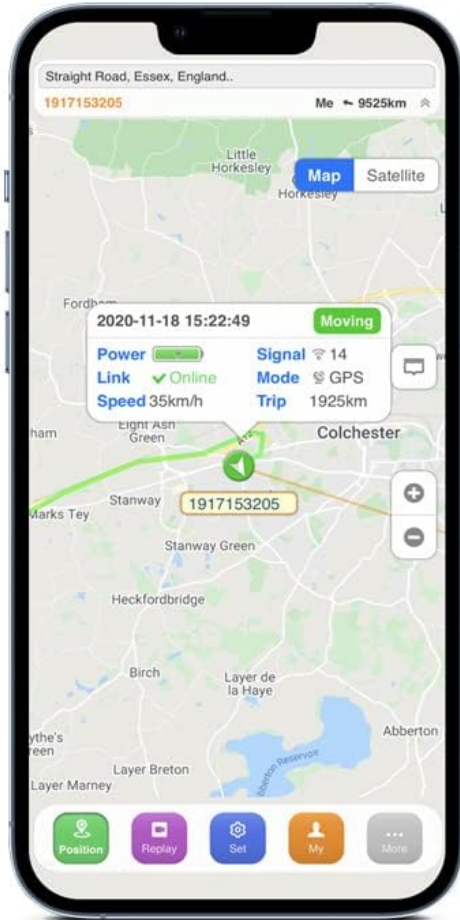 Straight Road, Essex, England..
1917153205 Me 9525km
Little
Horkesley
Map Satellite
Horkesley
Fordham
2020-11-18 15:22:49 Moving
Power Signal 14
Link Online Mode GPS
Speed 35km/h Trip 1925km
Eight Ash
Green
A12
Colchester
Stanway
1917153205
Marks Tey
Stanway Green
Heckfordbridge
Birch
Layer de
la Haye
Abberton
Reservoir
Layer Breton
Layer Marney
Position Replay Set My More